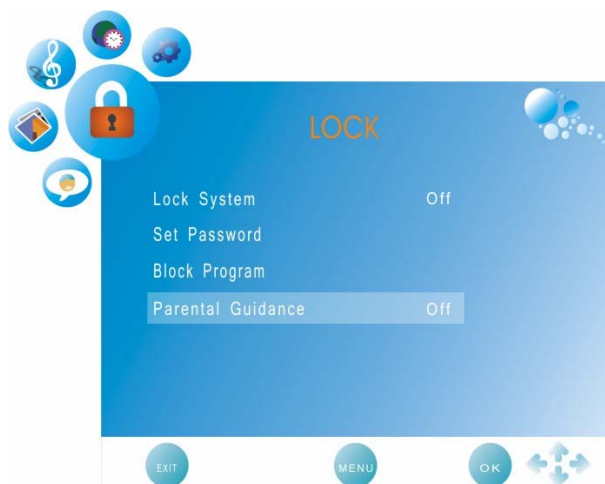 LOCK
Lock System Off
Set Password
Block Program
Parental Guidance Off
EXIT MENU OK